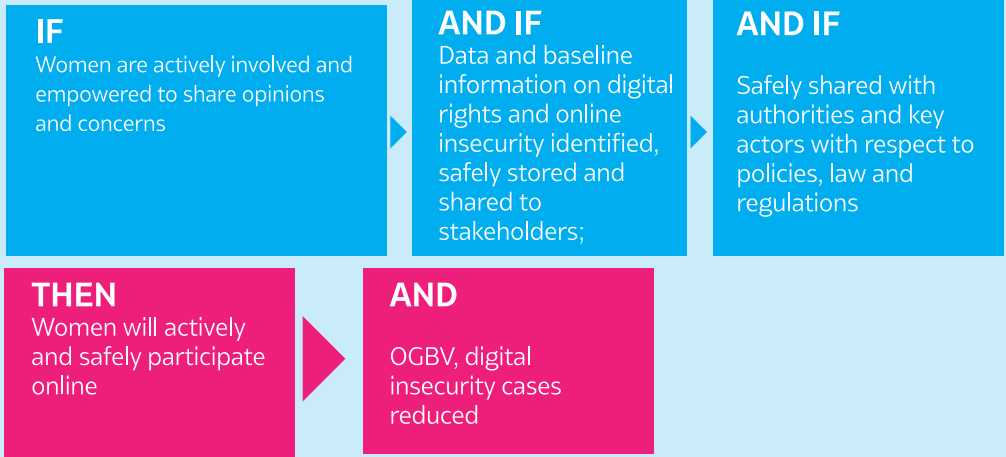 IF
Women are actively involved and
empowered to share opinions
and concerns
AND IF
Data and baseline
information on digital
rights and online
insecurity identified,
safely stored and
shared to
stakeholders;
AND IF
Safely shared with
authorities and key
actors with respect to
policies, law and
regulations
THEN
Women will actively
and safely participate
online
AND
OGBV, digital
insecurity cases
reduced